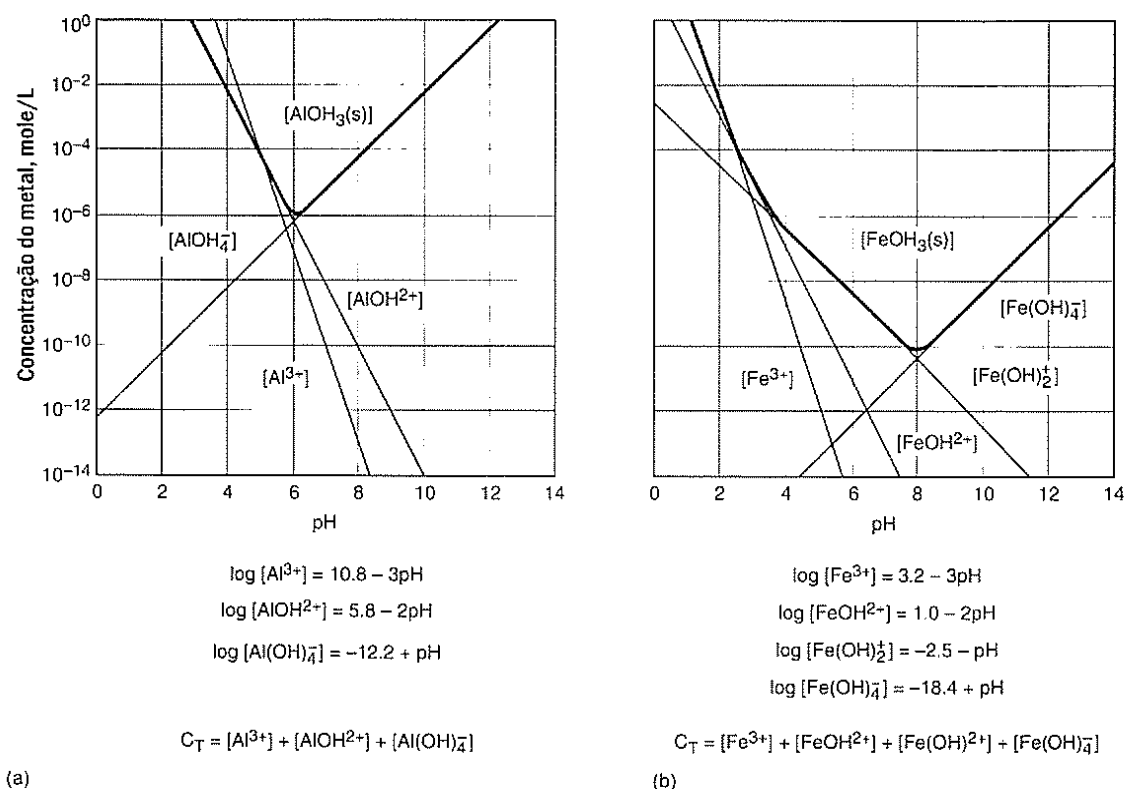 Concentração do metal, mole/L
10⁰
10⁻²
10⁻⁴
10⁻⁶
10⁻⁸
10⁻¹⁰
10⁻¹²
10⁻¹⁴
[AlOH₃(s)]
[AlOH₄⁻]
[AlOH²⁺]
[Al³⁺]
0 2 4 6 8 10 12 14
pH
log [Al³⁺] = 10.8 – 3pH
log [AlOH²⁺] = 5.8 – 2pH
log [Al(OH)₄⁻] = –12.2 + pH
C_T = [Al³⁺] + [AlOH²⁺] + [Al(OH)₄⁻]
(a)
[FeOH₃(s)]
[Fe(OH)₄⁻]
[Fe³⁺]
[Fe(OH)₂⁺]
[FeOH²⁺]
0 2 4 6 8 10 12 14
pH
log [Fe³⁺] = 3.2 – 3pH
log [FeOH²⁺] = 1.0 – 2pH
log [Fe(OH)₂⁺] = –2.5 – pH
log [Fe(OH)₄⁻] = –18.4 + pH
C_T = [Fe³⁺] + [FeOH²⁺] + [Fe(OH)²⁺] + [Fe(OH)₄⁻]
(b)